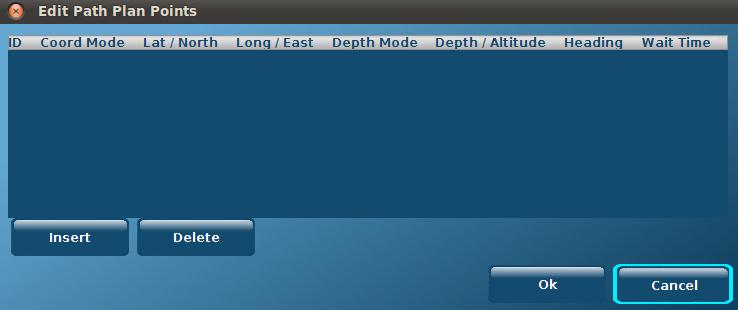 Edit Path Plan Points
ID Coord Mode Lat / North Long / East Depth Mode Depth / Altitude Heading Wait Time
Insert Delete
Ok Cancel